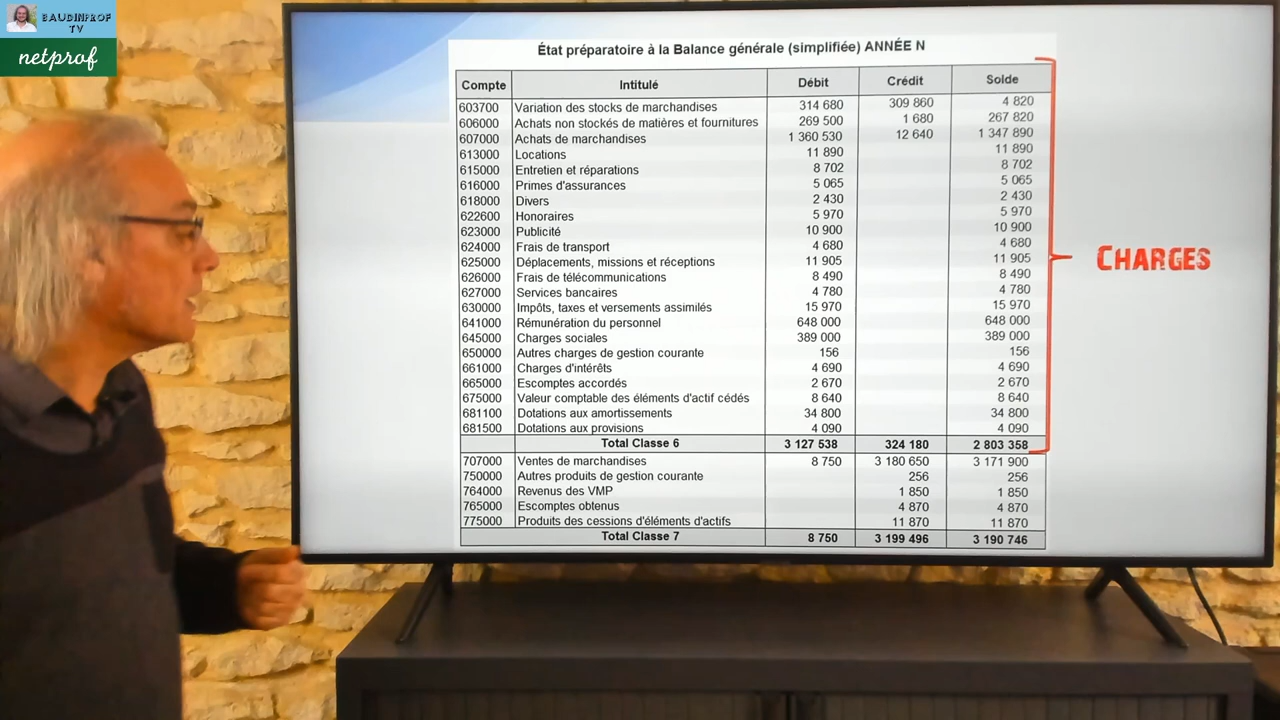 BAUDINPROF
TV
netprof
État préparatoire à la Balance générale (simplifiée) ANNÉE N
Compte Intitulé Débit Crédit Solde
603700 Variation des stocks de marchandises 314 680 309 860 4 820
606000 Achats non stockés de matières et fournitures 269 500 1 680 267 820
607000 Achats de marchandises 1 360 530 12 640 1 347 890
613000 Locations 11 890 11 890
615000 Entretien et réparations 8 702 8 702
616000 Primes d'assurances 5 065 5 065
618000 Divers 2 430 2 430
622600 Honoraires 5 970 5 970
623000 Publicité 10 900 10 900
624000 Frais de transport 4 680 4 680
625000 Déplacements, missions et réceptions 11 905 11 905
626000 Frais de télécommunications 8 490 8 490
627000 Services bancaires 4 780 4 780
630000 Impôts, taxes et versements assimilés 15 970 15 970
641000 Rémunération du personnel 648 000 648 000
645000 Charges sociales 389 000 389 000
650000 Autres charges de gestion courante 156 156
661000 Charges d'intérêts 4 690 4 690
665000 Escomptes accordés 2 670 2 670
675000 Valeur comptable des éléments d'actif cédés 8 640 8 640
681100 Dotations aux amortissements 34 800 34 800
681500 Dotations aux provisions 4 090 4 090
Total Classe 6 3 127 538 324 180 2 803 358
707000 Ventes de marchandises 8 750 3 180 650 3 171 900
750000 Autres produits de gestion courante 256 256
764000 Revenus des VMP 1 850 1 850
765000 Escomptes obtenus 4 870 4 870
775000 Produits des cessions d'éléments d'actifs 11 870 11 870
Total Classe 7 8 750 3 199 496 3 190 746
CHARGES